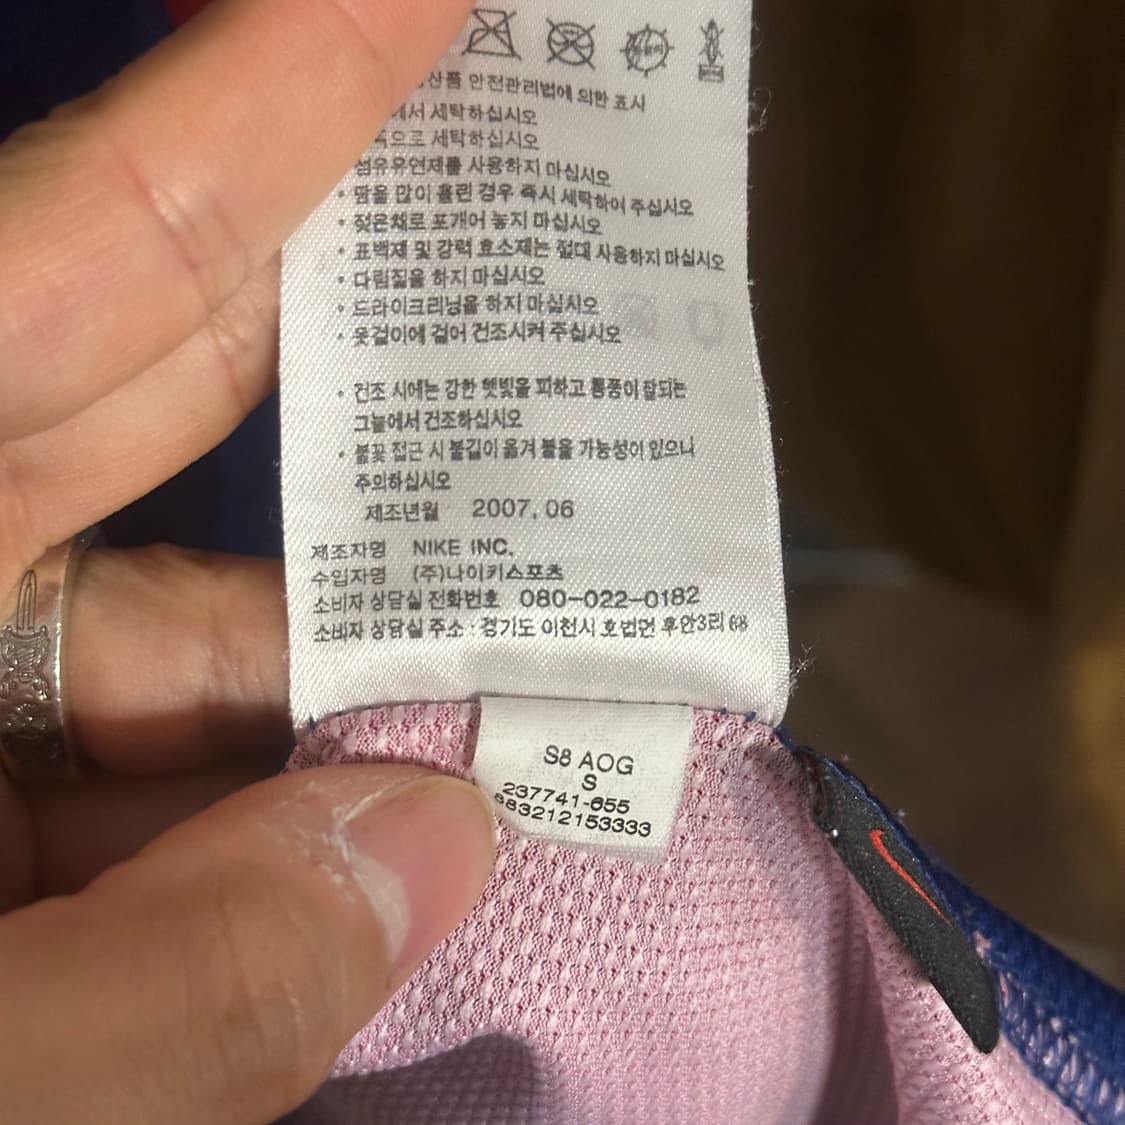 산품 안전관리법에 의한 표시
에서 세탁하십시오
으로 세탁하십시오
섬유유연제를 사용하지 마십시오
• 땀을 많이 흘린 경우 즉시 세탁하여 주십시오
• 젖은채로 포개어 놓지 마십시오
• 표백제 및 강력 효소제는 절대 사용하지 마십시오
• 다림질을 하지 마십시오
• 드라이크리닝을 하지 마십시오
• 옷걸이에 걸어 건조시켜 주십시오
• 건조 시에는 강한 햇빛을 피하고 통풍이 잘되는
그늘에서 건조하십시오
• 불꽃 접근 시 불길이 옮겨 붙을 가능성이 있으니
주의하십시오
제조년월 2007. 06
제조자명 NIKE INC.
수입자명 (주)나이키스포츠
소비자 상담실 전화번호 080-022-0182
소비자 상담실 주소 : 경기도 이천시 호법면 후안3리 68
S8 AOG
S
237741-655
883212153333